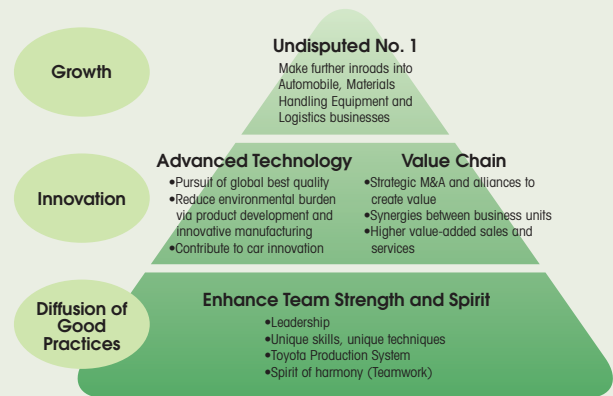 Growth
Undisputed No. 1
Make further inroads into
Automobile, Materials
Handling Equipment and
Logistics businesses
Innovation
Advanced Technology
•Pursuit of global best quality
•Reduce environmental burden
via product development and
innovative manufacturing
•Contribute to car innovation
Value Chain
•Strategic M&A and alliances to
create value
•Synergies between business units
•Higher value-added sales and
services
Diffusion of
Good
Practices
Enhance Team Strength and Spirit
•Leadership
•Unique skills, unique techniques
•Toyota Production System
•Spirit of harmony (Teamwork)